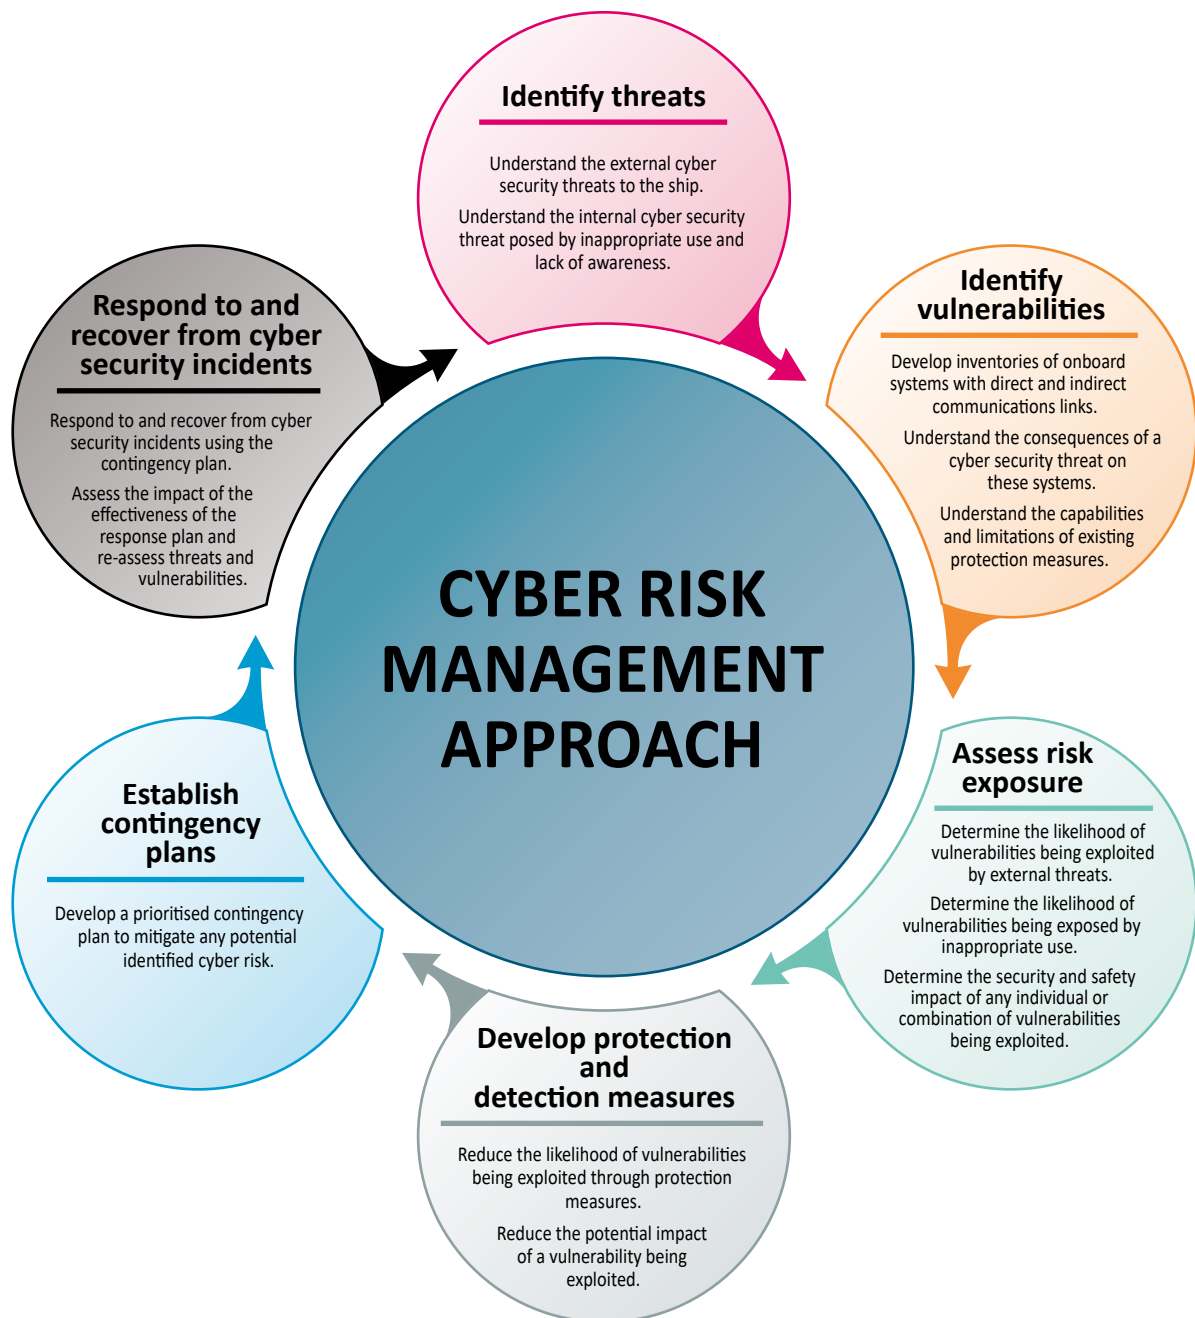 Identify threats
Understand the external cyber
security threats to the ship.
Understand the internal cyber security
threat posed by inappropriate use and
lack of awareness.
Identify
vulnerabilities
Develop inventories of onboard
systems with direct and indirect
communications links.
Understand the consequences of a
cyber security threat on
these systems.
Understand the capabilities
and limitations of existing
protection measures.
Assess risk
exposure
Determine the likelihood of
vulnerabilities being exploited
by external threats.
Determine the likelihood of
vulnerabilities being exposed by
inappropriate use.
Determine the security and safety
impact of any individual or
combination of vulnerabilities
being exploited.
Develop protection
and
detection measures
Reduce the likelihood of vulnerabilities
being exploited through protection
measures.
Reduce the potential impact
of a vulnerability being
exploited.
Establish
contingency
plans
Develop a prioritised contingency
plan to mitigate any potential
identified cyber risk.
Respond to and
recover from cyber
security incidents
Respond to and recover from cyber
security incidents using the
contingency plan.
Assess the impact of the
effectiveness of the
response plan and
re-assess threats and
vulnerabilities.
CYBER RISK
MANAGEMENT
APPROACH